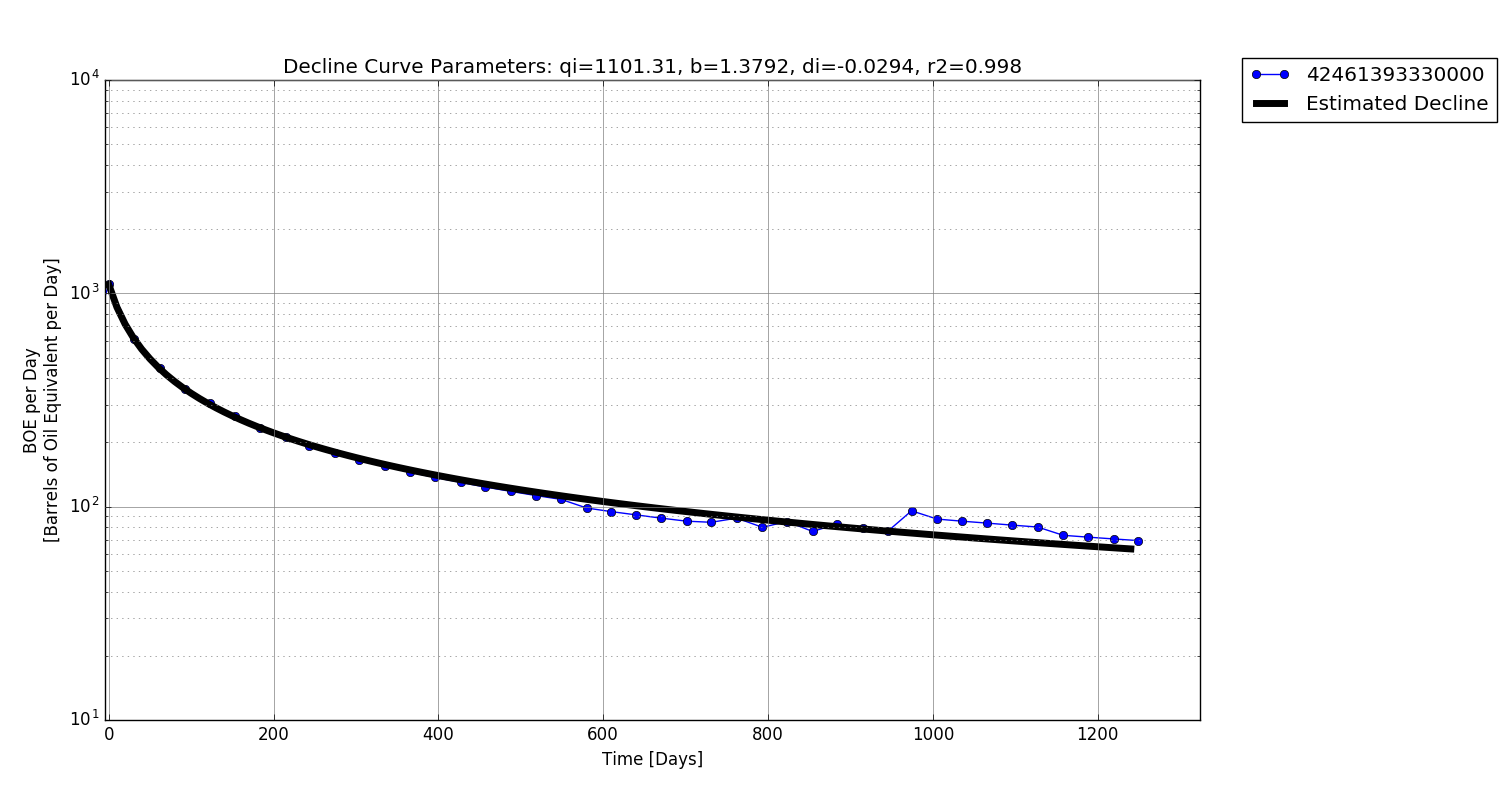 Decline Curve Parameters: qi=1101.31, b=1.3792, di=-0.0294, r2=0.998
42461393330000
Estimated Decline
10^4
10^3
10^2
10^1
BOE per Day
[Barrels of Oil Equivalent per Day]
0 200 400 600 800 1000 1200
Time [Days]